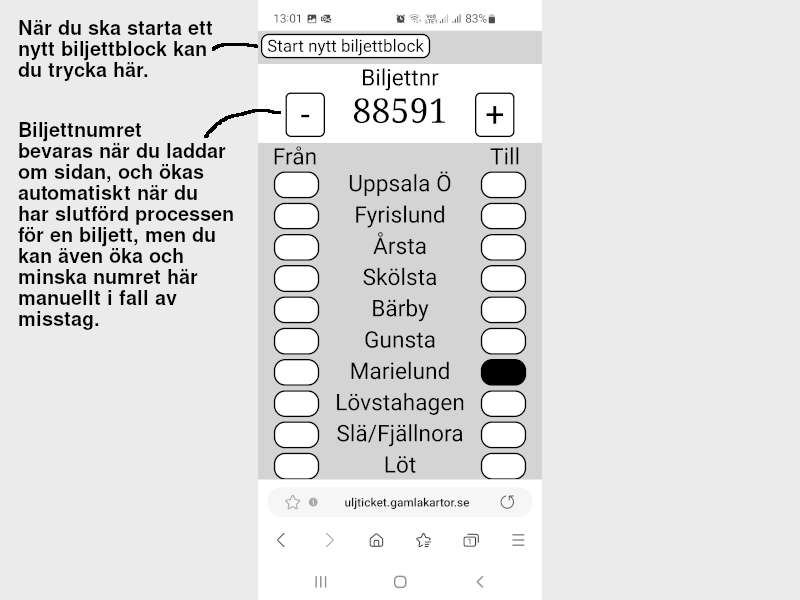 När du ska starta ett
nytt biljettblock kan
du trycka här.
Biljettnumret
bevaras när du laddar
om sidan, och ökas
automatiskt när du
har slutförd processen
för en biljett, men du
kan även öka och
minska numret här
manuellt i fall av
misstag.
13:01
83%
Start nytt biljettblock
Biljettnr
- 88591 +
Från Till
Uppsala Ö
Fyrislund
Årsta
Skölsta
Bärby
Gunsta
Marielund
Lövstahagen
Slä/Fjällnora
Löt
uljticket.gamlakartor.se
1